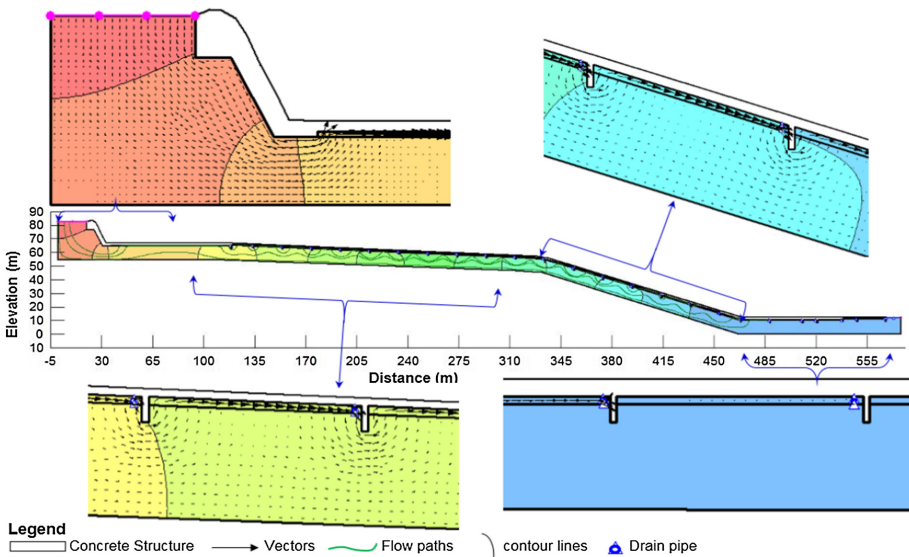 90
80
70
60
50
40
30
20
10
10
Elevation (m)
-5 30 65 100 135 170 205 240 275 310 345 380 415 450 485 520 555
Distance (m)
Legend
Concrete Structure Vectors Flow paths contour lines Drain pipe